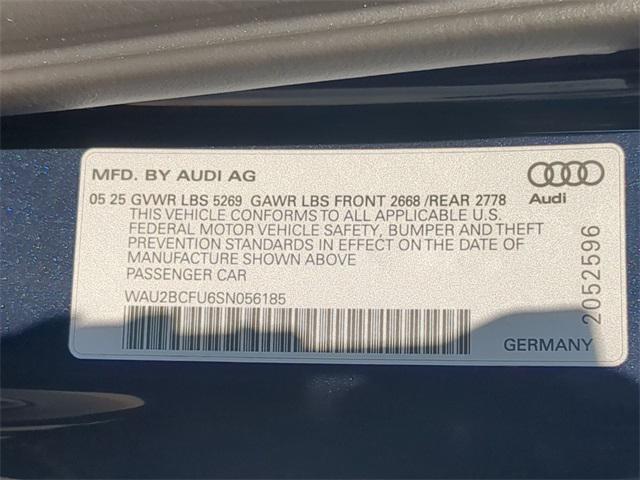 MFD. BY AUDI AG
05 25 GVWR LBS 5269 GAWR LBS FRONT 2668 /REAR 2778
THIS VEHICLE CONFORMS TO ALL APPLICABLE U.S.
FEDERAL MOTOR VEHICLE SAFETY, BUMPER AND THEFT
PREVENTION STANDARDS IN EFFECT ON THE DATE OF
MANUFACTURE SHOWN ABOVE
PASSENGER CAR
WAU2BCFU6SN056185
Audi
2052596
GERMANY